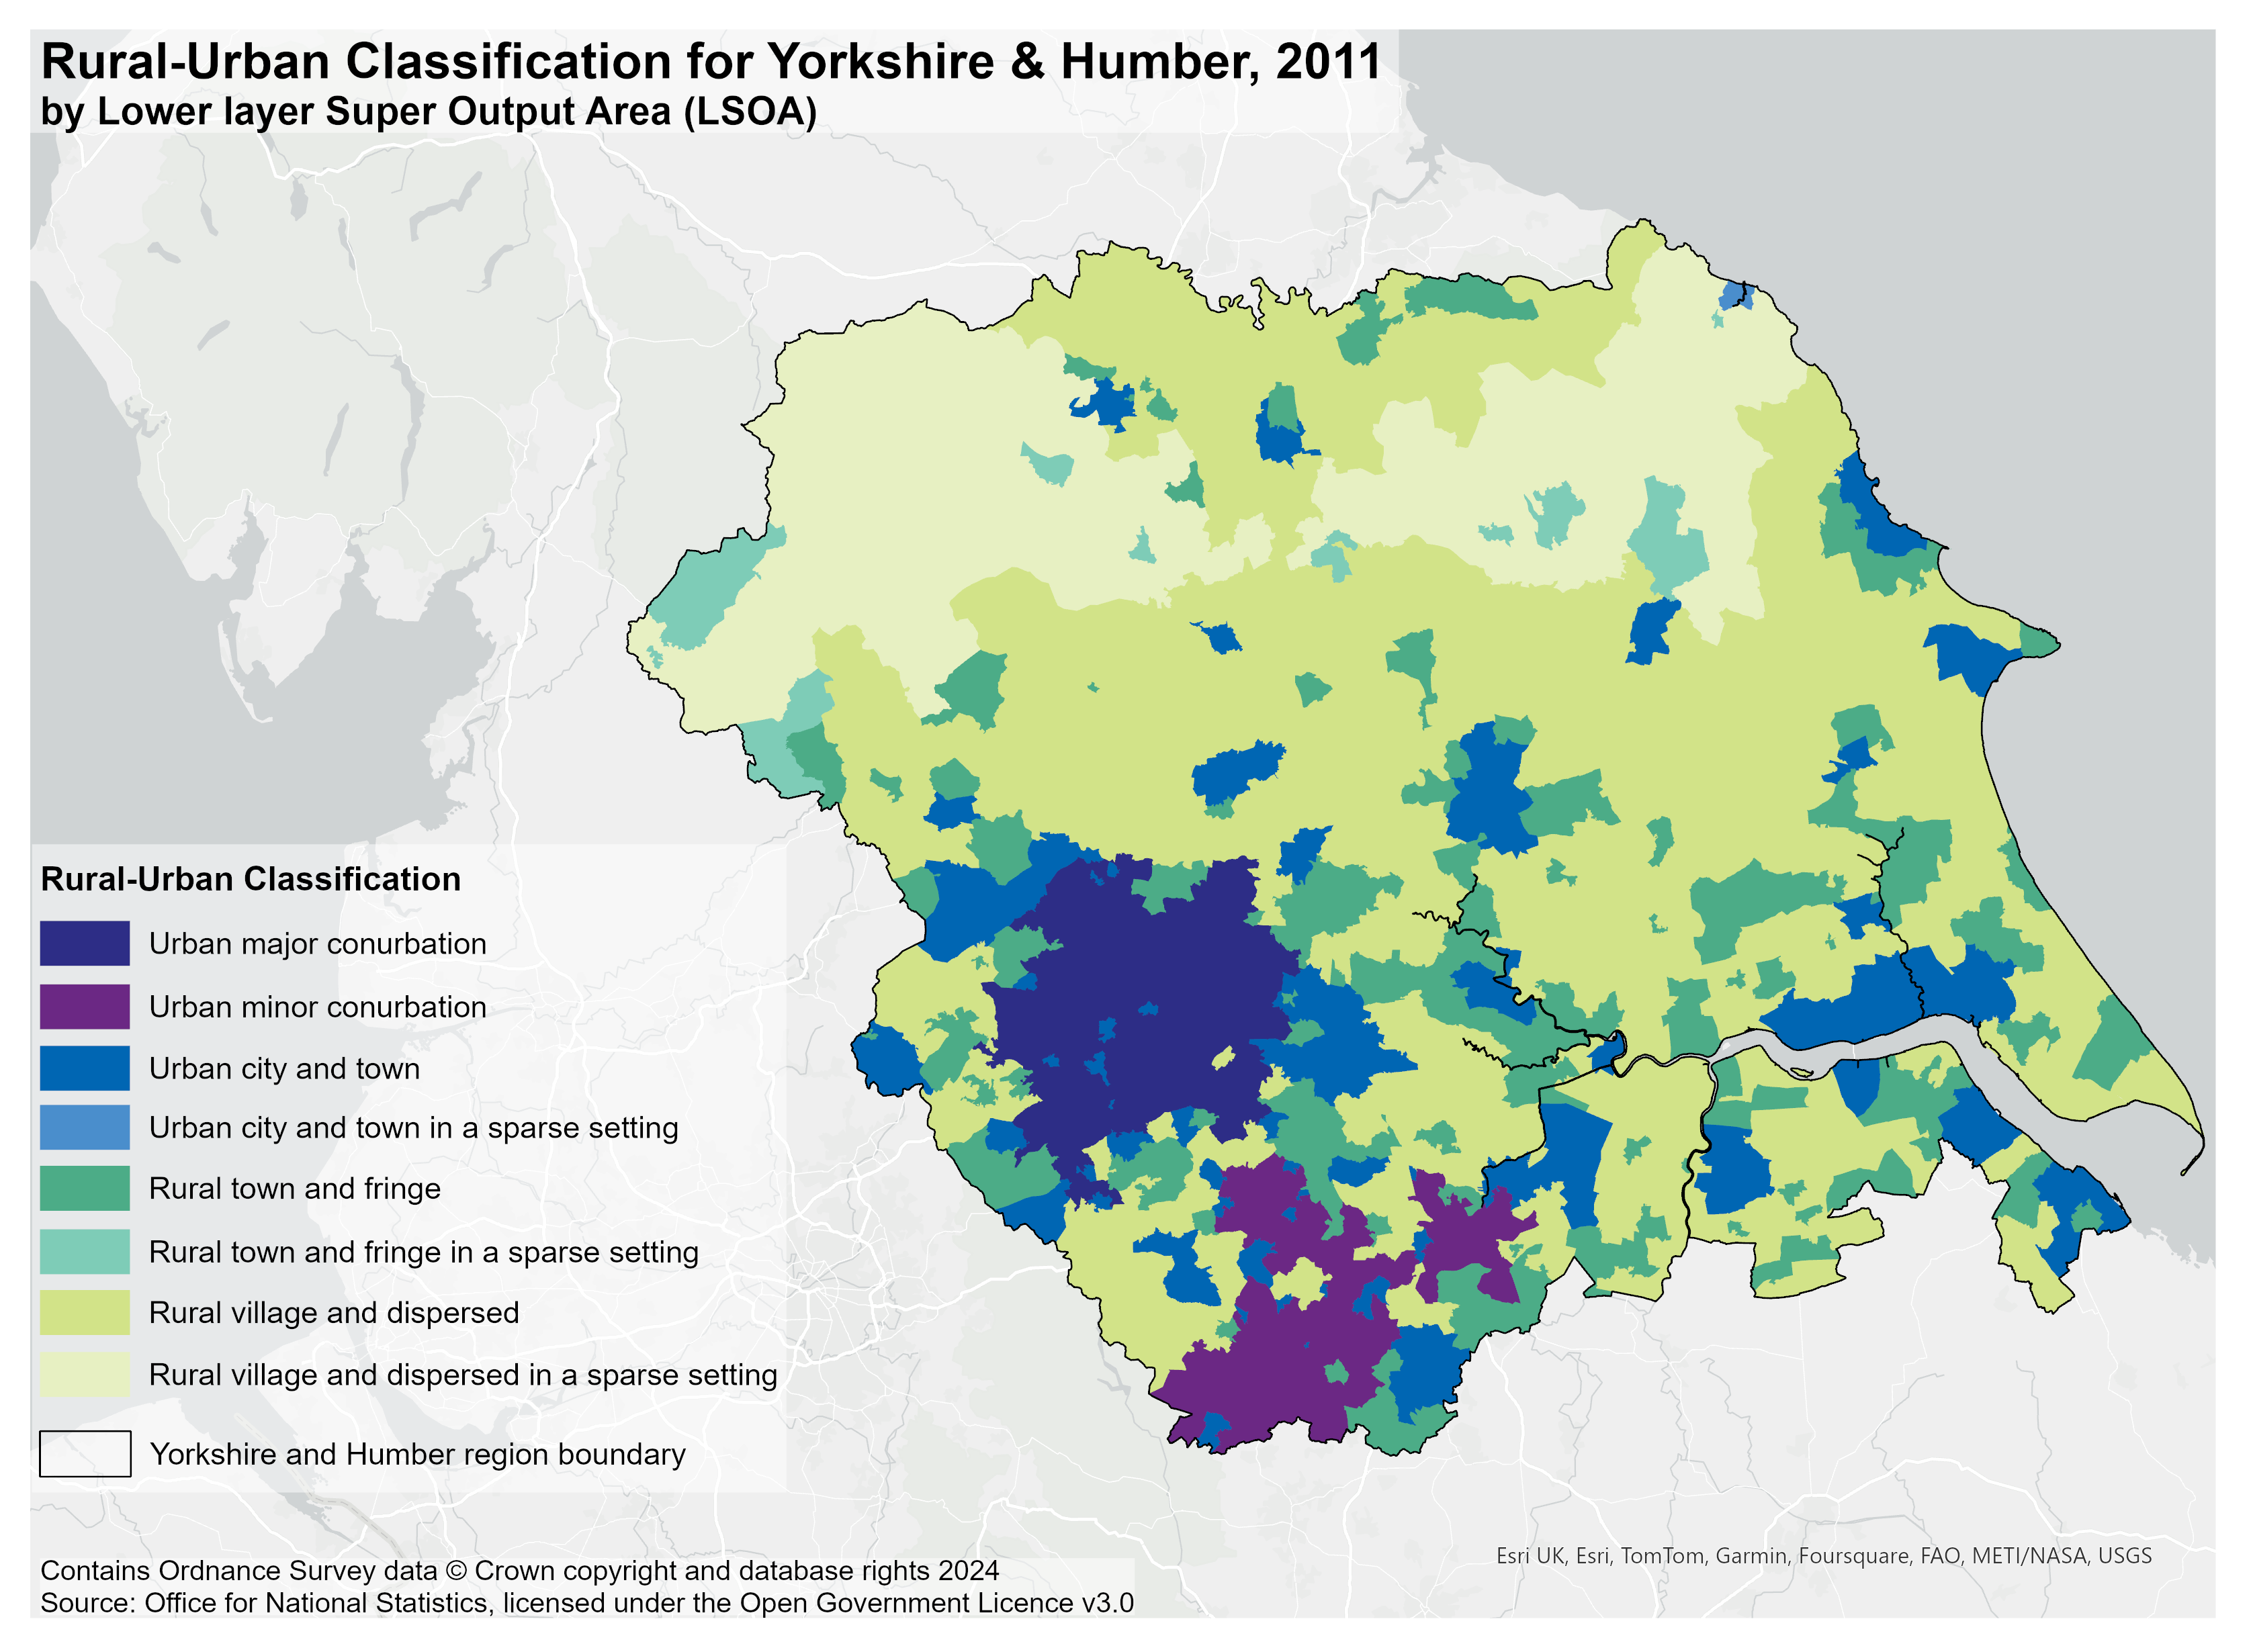 Rural-Urban Classification for Yorkshire & Humber, 2011
by Lower layer Super Output Area (LSOA)
Rural-Urban Classification
Urban major conurbation
Urban minor conurbation
Urban city and town
Urban city and town in a sparse setting
Rural town and fringe
Rural town and fringe in a sparse setting
Rural village and dispersed
Rural village and dispersed in a sparse setting
Yorkshire and Humber region boundary
Esri UK, Esri, TomTom, Garmin, Foursquare, FAO, METI/NASA, USGS
Contains Ordnance Survey data © Crown copyright and database rights 2024
Source: Office for National Statistics, licensed under the Open Government Licence v3.0